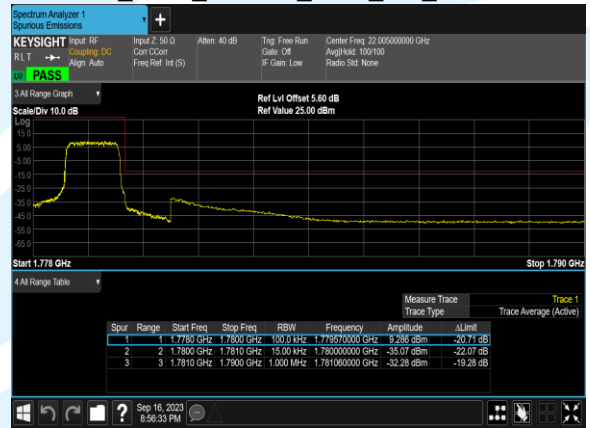 Spectrum Analyzer 1
Spurious Emissions
KEYSIGHT Input: RF Input Z: 50 Ω Atten: 40 dB Trig: Free Run Center Freq: 22.005000000 GHz
RLT Coupling: DC Corr CCorr Gate: Off Avg|Hold: 100/100
Align: Auto Freq Ref: Int (S) IF Gain: Low Radio Std: None
LM PASS
3 All Range Graph
Ref Lvl Offset 5.60 dB
Scale/Div 10.0 dB Ref Value 25.00 dBm
Log
15.0
5.00
-5.00
-15.0
-25.0
-35.0
-45.0
-55.0
-65.0
Start 1.778 GHz Stop 1.790 GHz
4 All Range Table
Measure Trace Trace 1
Trace Type Trace Average (Active)
Spur Range Start Freq Stop Freq RBW Frequency Amplitude ΔLimit
1 1 1.7780 GHz 1.7800 GHz 100.0 kHz 1.779570000 GHz 9.286 dBm -20.71 dB
2 2 1.7800 GHz 1.7810 GHz 15.00 kHz 1.780000000 GHz -35.07 dBm -22.07 dB
3 3 1.7810 GHz 1.7900 GHz 1.000 MHz 1.781060000 GHz -32.28 dBm -19.28 dB
Sep 16, 2023
8:56:33 PM